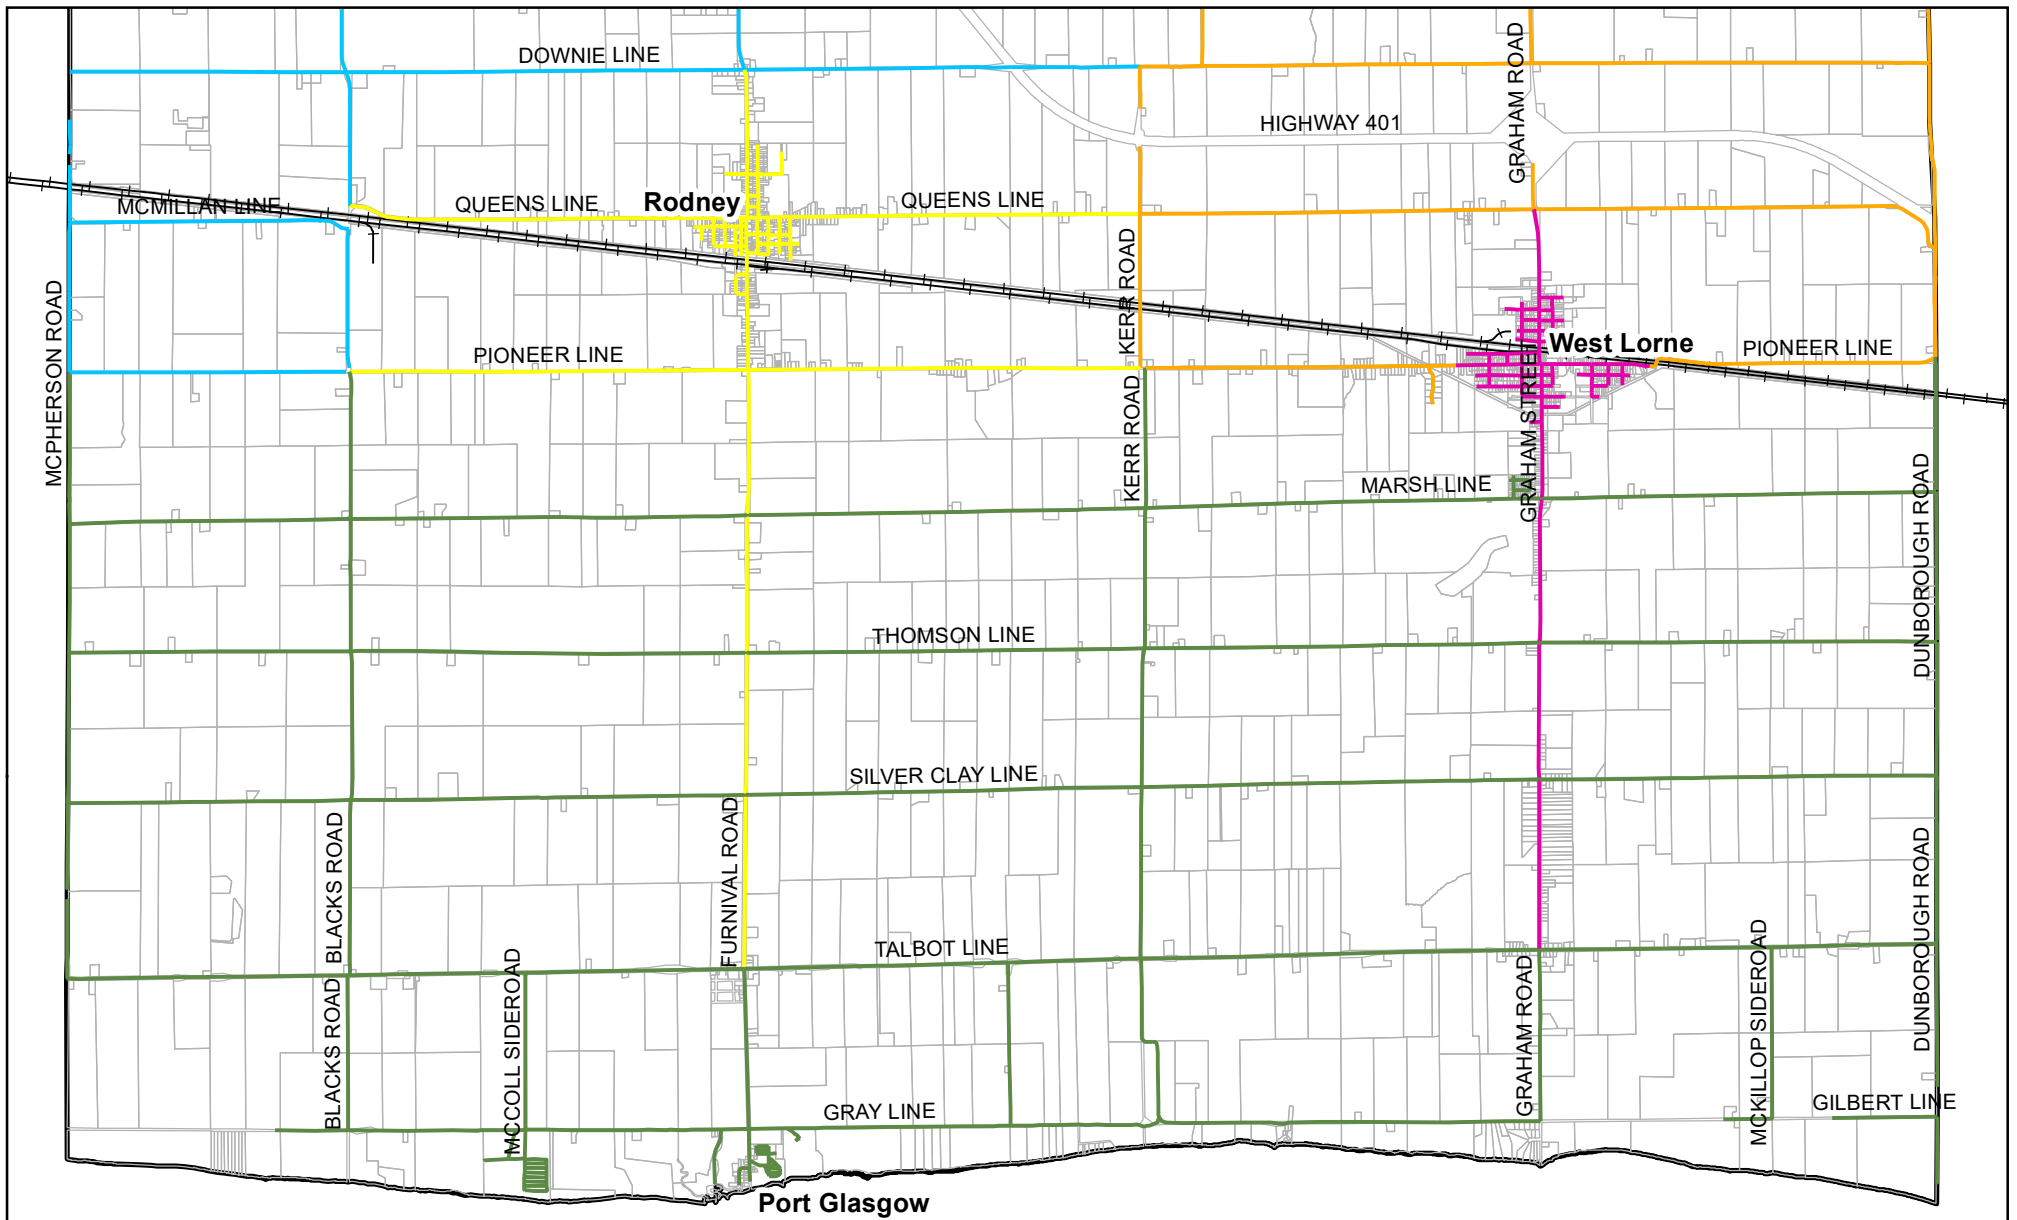 DOWNIE LINE
GRAHAM ROAD
HIGHWAY 401
MCMILLAN LINE
QUEENS LINE
Rodney
QUEENS LINE
KERR ROAD
MCPHERSON ROAD
PIONEER LINE
West Lorne
PIONEER LINE
GRAHAM STREET
KERR ROAD
MARSH LINE
DUNBOROUGH ROAD
THOMSON LINE
SILVER CLAY LINE
BLACKS ROAD
FURNIVAL ROAD
TALBOT LINE
DUNBOROUGH ROAD
BLACKS ROAD
MCCOLL SIDEROAD
GRAHAM ROAD
MCKILLOP SIDEROAD
GRAY LINE
GILBERT LINE
Port Glasgow